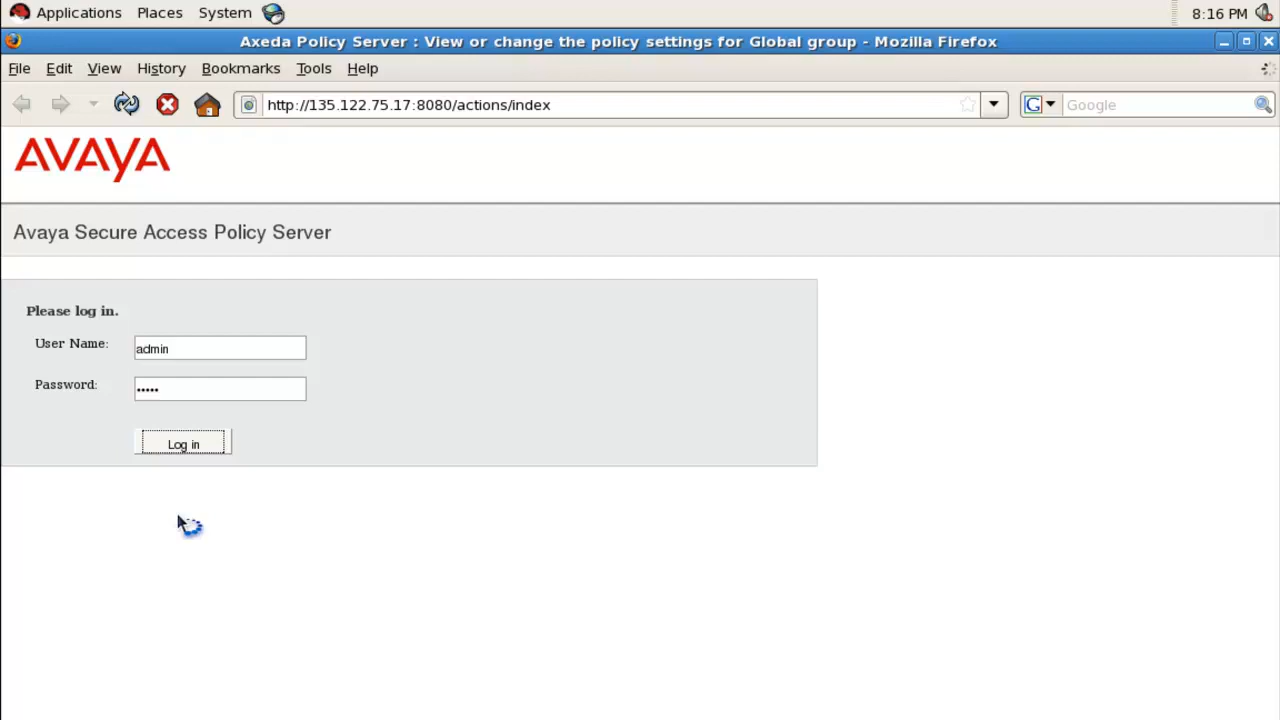 Applications Places System 8:16 PM
Axeda Policy Server : View or change the policy settings for Global group - Mozilla Firefox
File Edit View History Bookmarks Tools Help
http://135.122.75.17:8080/actions/index G Google
AVAYA
Avaya Secure Access Policy Server
Please log in.
User Name: admin
Password: •••••
Log in